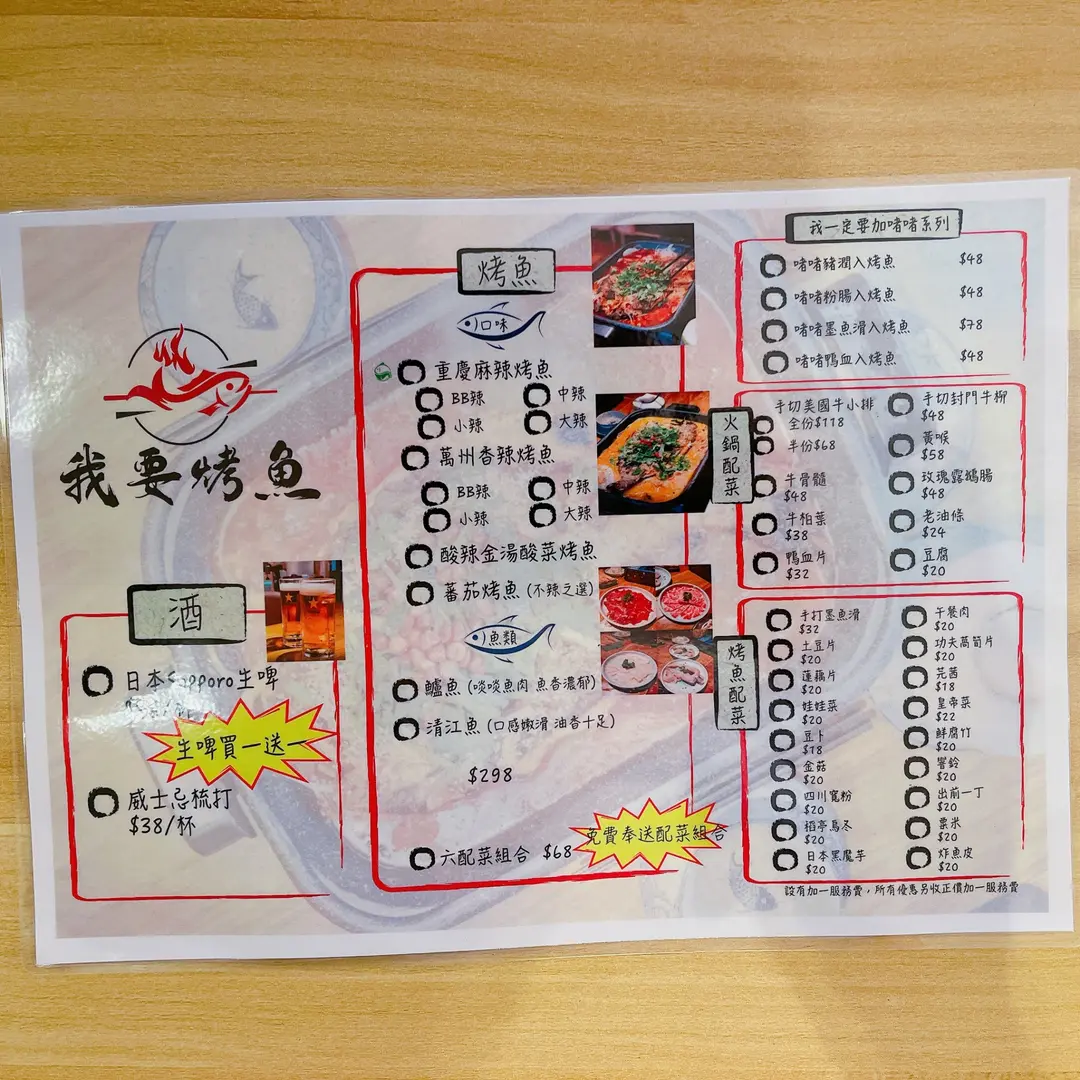 我要烤魚
酒
日本Sapporo生啤
生啤買一送一
威士忌梳打
$38/杯
烤魚
口味
重慶麻辣烤魚
BB辣 中辣
小辣 大辣
萬州香辣烤魚
BB辣 中辣
小辣 大辣
酸辣金湯酸菜烤魚
蕃茄烤魚 (不辣之選)
魚類
鱸魚 (啖啖魚肉 魚香濃郁)
清江魚 (口感嫩滑 油香十足)
$298
六配菜組合 $68
免費奉送配菜組合
我一定要加啫啫系列
啫啫豬潤入烤魚 $48
啫啫粉腸入烤魚 $48
啫啫墨魚滑入烤魚 $78
啫啫鴨血入烤魚 $48
火鍋配菜
手切美國牛小排
全份$118
半份$68
牛骨髓
$48
牛柏葉
$38
鴨血片
$32
手切封門牛柳
$48
黃喉
$58
玫瑰露鵝腸
$48
老油條
$24
豆腐
$20
烤魚配菜
手打墨魚滑
$32
土豆片
$20
蓮藕片
$20
娃娃菜
$20
豆卜
$18
金菇
$20
四川寬粉
$20
稻亭烏冬
$20
日本黑魔芋
$20
午餐肉
$20
功夫萵筍片
$20
芫茜
$18
皇帝菜
$22
鮮腐竹
$20
響鈴
$20
出前一丁
$20
粟米
$20
炸魚皮
$20
設有加一服務費，所有優惠另收正價加一服務費